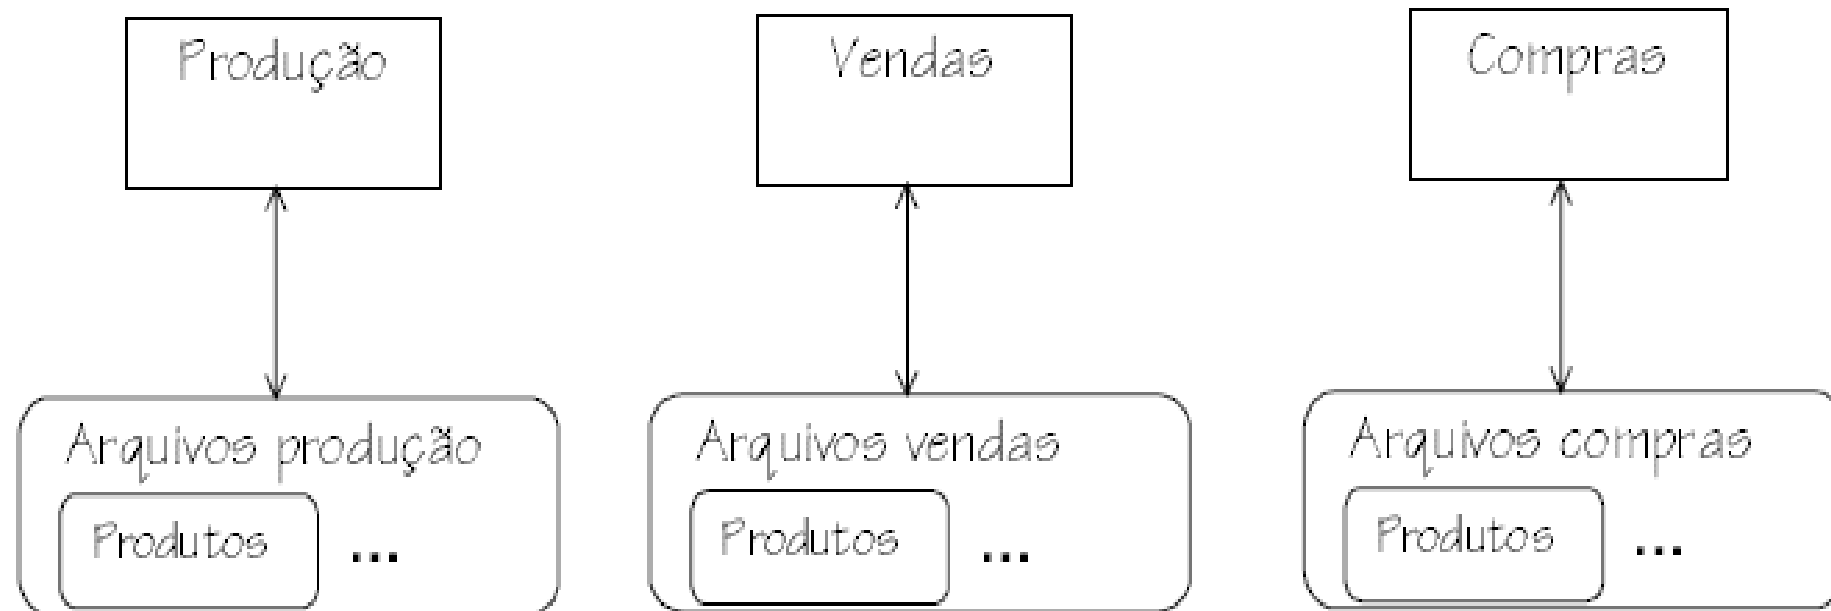 Produção
Vendas
Compras
Arquivos produção
Arquivos vendas
Arquivos compras
Produtos ...
Produtos ...
Produtos ...